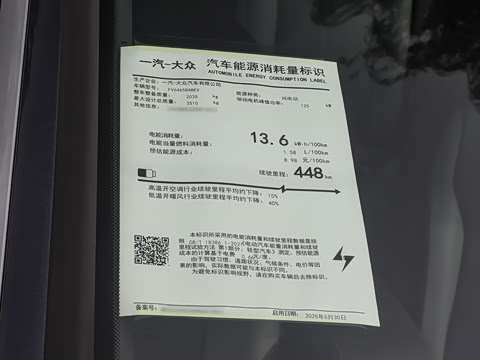 一汽-大众 汽车能源消耗量标识
AUTOMOBILE ENERGY CONSUMPTION LABEL
生产企业：一汽-大众汽车有限公司
车辆型号： FV6465BABEV 能源种类： 纯电动
整车整备质量： 2035 kg 驱动电机峰值功率： 125 kW
最大设计总质量： 2510 kg
其他信息：
电能消耗量： 13.6 kW·h/100km
电能当量燃料消耗量： 1.58 L/100km
预估能源成本： 8.98 元/100km
续驶里程： 448 km
高温开空调行业续驶里程平均约下降： 15%
低温开暖风行业续驶里程平均约下降： 40%
本标识所采用的电能消耗量和续驶里程数据是按
照 GB/T 18386.1-2021《电动汽车能量消耗量和续驶
里程试验方法 第1部分：轻型汽车》测定，预估能源
成本的计算基于电费 0.66元/度。
由于驾驶习惯、道路状况、气候条件、电价等因
素的影响，实际数据可能与本标识不同。
为避免标识影响视野，请在购买车辆后去除标识。
备案号： 启用日期： 2025年5月30日